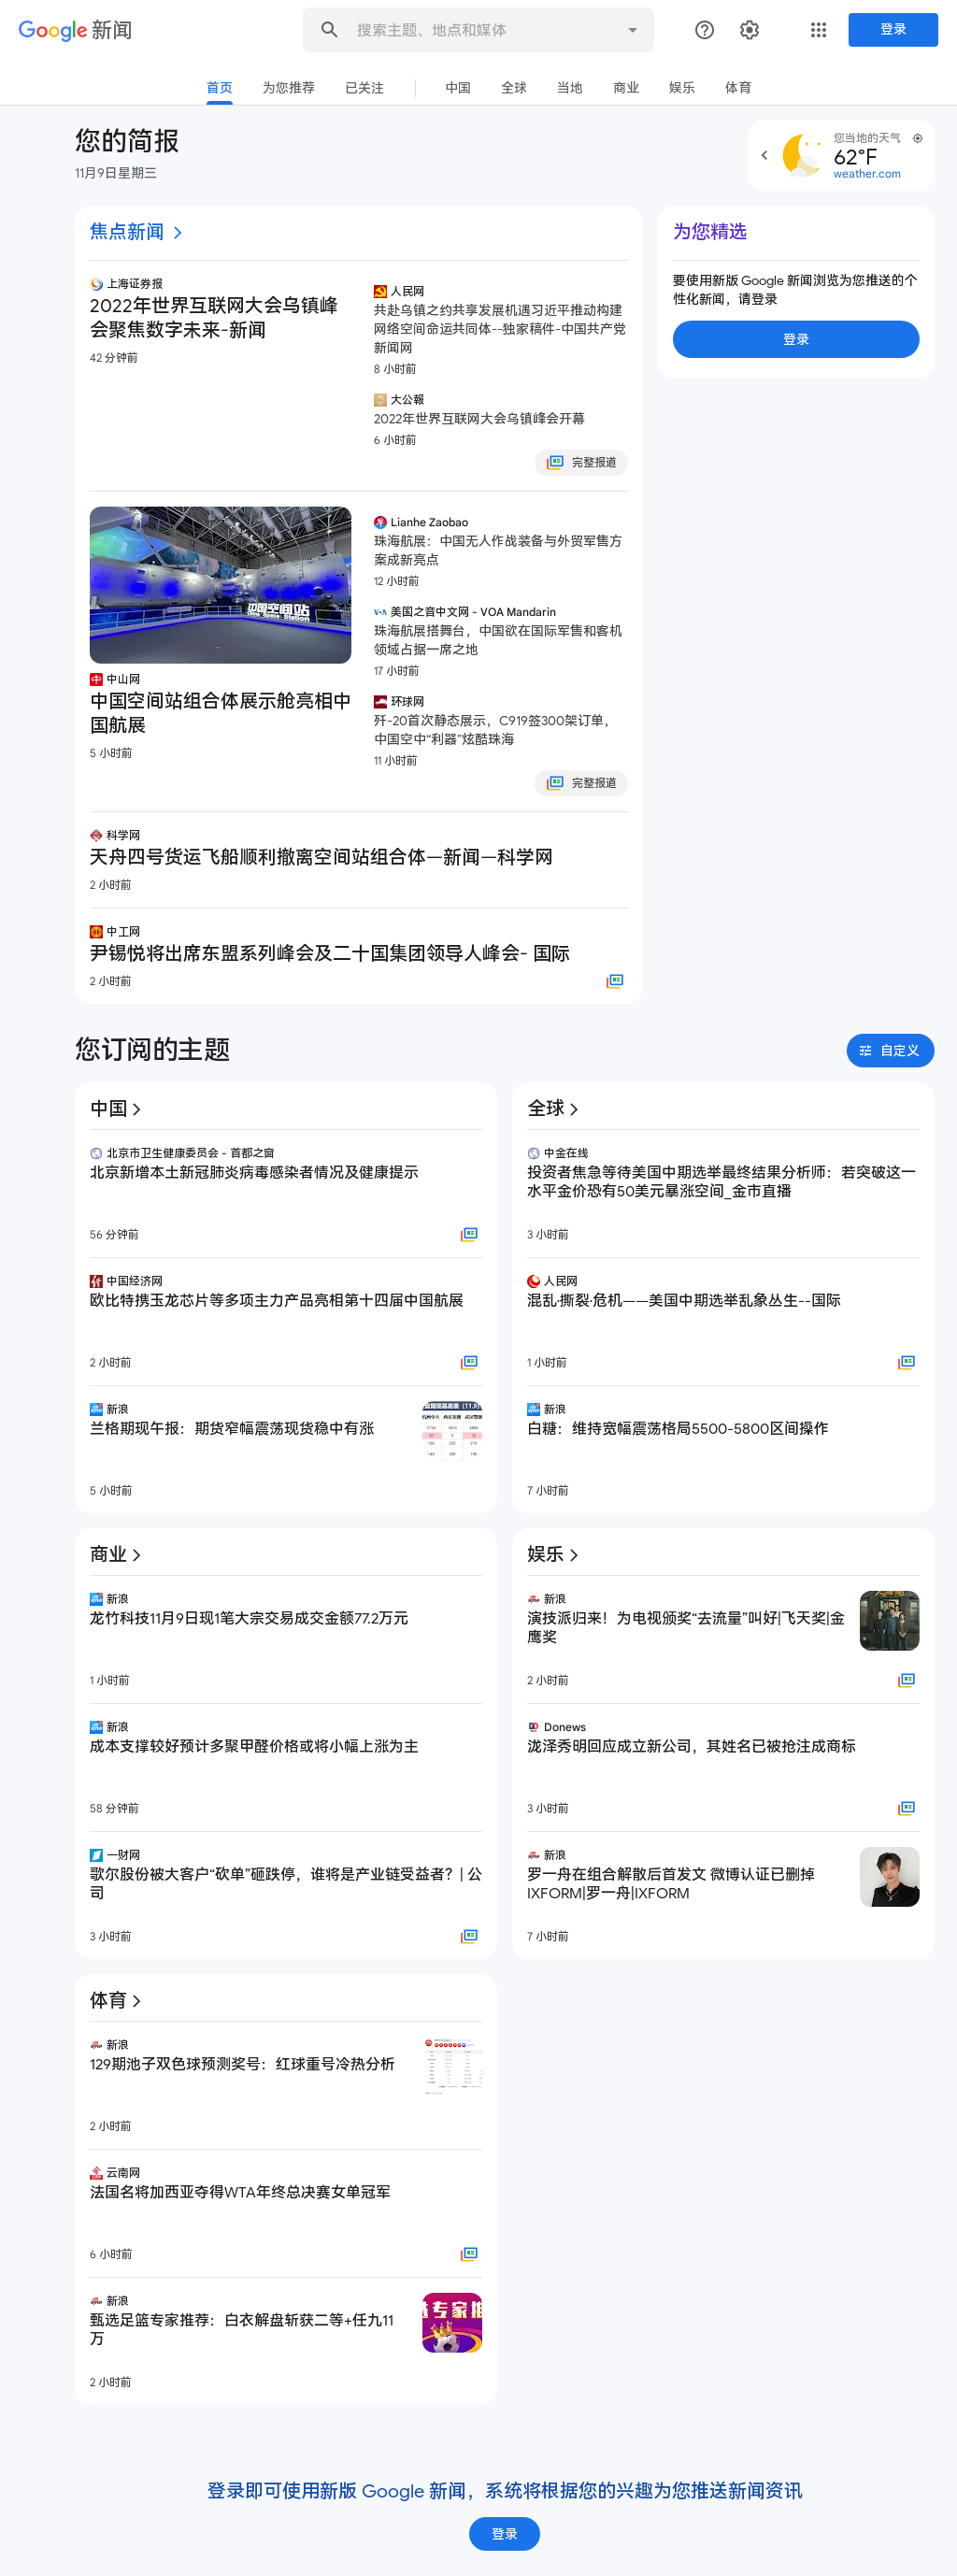 Google 新闻
搜索主题、地点和媒体
登录
首页
为您推荐
已关注
中国
全球
当地
商业
娱乐
体育
您的简报
11月9日星期三
您当地的天气
62°F
weather.com
焦点新闻
上海证券报
2022年世界互联网大会乌镇峰
会聚焦数字未来-新闻
42 分钟前
人民网
共赴乌镇之约共享发展机遇习近平推动构建
网络空间命运共同体--独家稿件-中国共产党
新闻网
8 小时前
大公報
2022年世界互联网大会乌镇峰会开幕
6 小时前
完整报道
中国空间站
中山网
中国空间站组合体展示舱亮相中
国航展
5 小时前
Lianhe Zaobao
珠海航展：中国无人作战装备与外贸军售方
案成新亮点
12 小时前
美国之音中文网 - VOA Mandarin
珠海航展搭舞台，中国欲在国际军售和客机
领域占据一席之地
17 小时前
环球网
歼-20首次静态展示，C919签300架订单，
中国空中“利器”炫酷珠海
11 小时前
完整报道
科学网
天舟四号货运飞船顺利撤离空间站组合体—新闻—科学网
2 小时前
中工网
尹锡悦将出席东盟系列峰会及二十国集团领导人峰会- 国际
2 小时前
为您精选
要使用新版 Google 新闻浏览为您推送的个
性化新闻，请登录
登录
您订阅的主题
自定义
中国
北京市卫生健康委员会 - 首都之窗
北京新增本土新冠肺炎病毒感染者情况及健康提示
56 分钟前
中国经济网
欧比特携玉龙芯片等多项主力产品亮相第十四届中国航展
2 小时前
新浪
兰格期现午报：期货窄幅震荡现货稳中有涨
5 小时前
全球
中金在线
投资者焦急等待美国中期选举最终结果分析师：若突破这一
水平金价恐有50美元暴涨空间_金市直播
3 小时前
人民网
混乱·撕裂·危机——美国中期选举乱象丛生--国际
1 小时前
新浪
白糖：维持宽幅震荡格局5500-5800区间操作
7 小时前
商业
新浪
龙竹科技11月9日现1笔大宗交易成交金额77.2万元
1 小时前
新浪
成本支撑较好预计多聚甲醛价格或将小幅上涨为主
58 分钟前
一财网
歌尔股份被大客户“砍单”砸跌停，谁将是产业链受益者？| 公
司
3 小时前
娱乐
新浪
演技派归来！为电视颁奖“去流量”叫好|飞天奖|金
鹰奖
2 小时前
Donews
泷泽秀明回应成立新公司，其姓名已被抢注成商标
3 小时前
新浪
罗一舟在组合解散后首发文 微博认证已删掉
IXFORM|罗一舟|IXFORM
7 小时前
体育
新浪
129期池子双色球预测奖号：红球重号冷热分析
2 小时前
云南网
法国名将加西亚夺得WTA年终总决赛女单冠军
6 小时前
新浪
甄选足篮专家推荐：白衣解盘斩获二等+任九11
万
2 小时前
登录即可使用新版 Google 新闻，系统将根据您的兴趣为您推送新闻资讯
登录